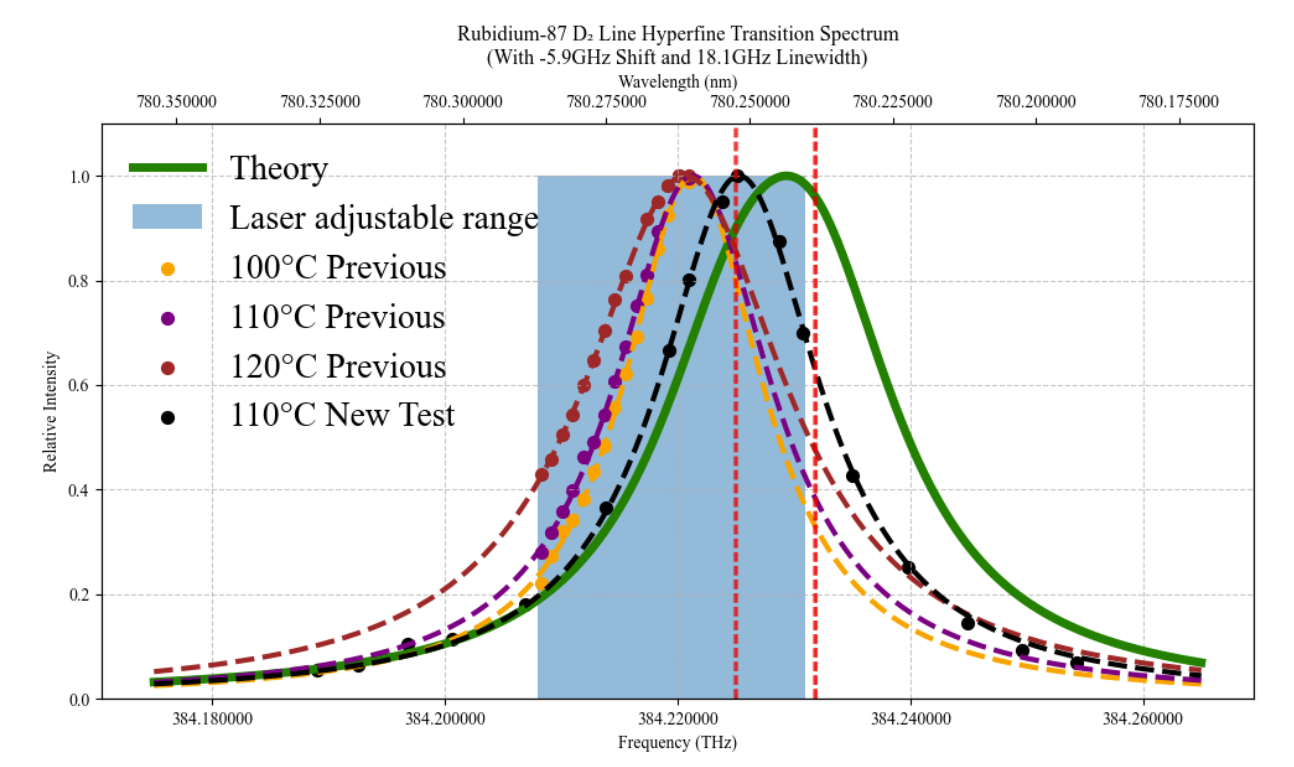 Rubidium-87 D₂ Line Hyperfine Transition Spectrum
(With -5.9GHz Shift and 18.1GHz Linewidth)
Wavelength (nm)
780.350000 780.325000 780.300000 780.275000 780.250000 780.225000 780.200000 780.175000
Theory
Laser adjustable range
100°C Previous
110°C Previous
120°C Previous
110°C New Test
1.0
0.8
0.6
0.4
0.2
0.0
Relative Intensity
384.180000 384.200000 384.220000 384.240000 384.260000
Frequency (THz)